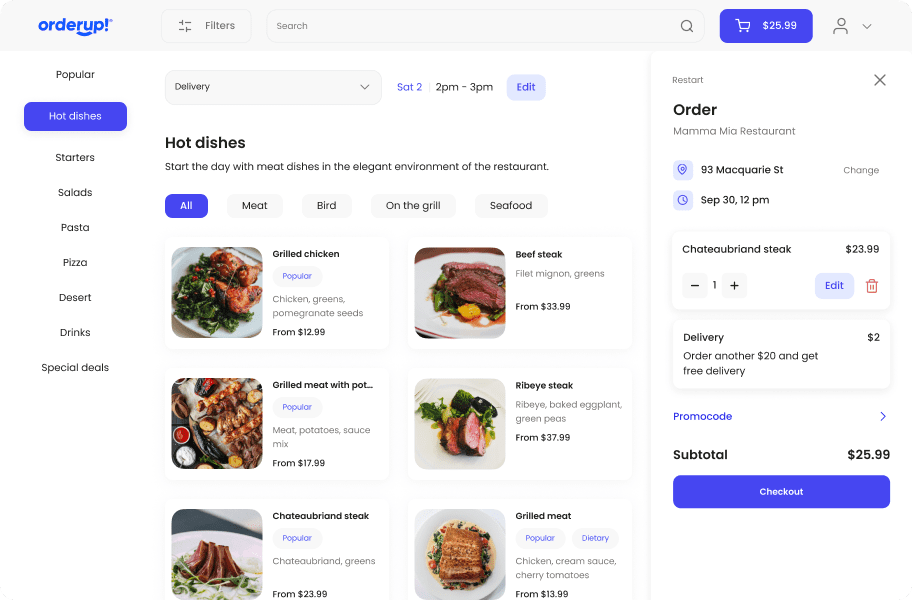 orderup!
Filters
Search
$25.99
Popular
Hot dishes
Starters
Salads
Pasta
Pizza
Desert
Drinks
Special deals
Delivery
Sat 2
2pm - 3pm
Edit
Hot dishes
Start the day with meat dishes in the elegant environment of the restaurant.
All
Meat
Bird
On the grill
Seafood
Grilled chicken
Popular
Chicken, greens,
pomegranate seeds
From $12.99
Beef steak
Filet mignon, greens
From $33.99
Grilled meat with pot...
Popular
Meat, potatoes, sauce
mix
From $17.99
Ribeye steak
Ribeye, baked eggplant,
green peas
From $37.99
Chateaubriand steak
Popular
Chateaubriand, greens
From $23.99
Grilled meat
Popular
Dietary
Chicken, cream sauce,
cherry tomatoes
From $13.99
Restart
Order
Mamma Mia Restaurant
93 Macquarie St
Change
Sep 30, 12 pm
Chateaubriand steak
$23.99
1
Edit
Delivery
$2
Order another $20 and get
free delivery
Promocode
Subtotal
$25.99
Checkout